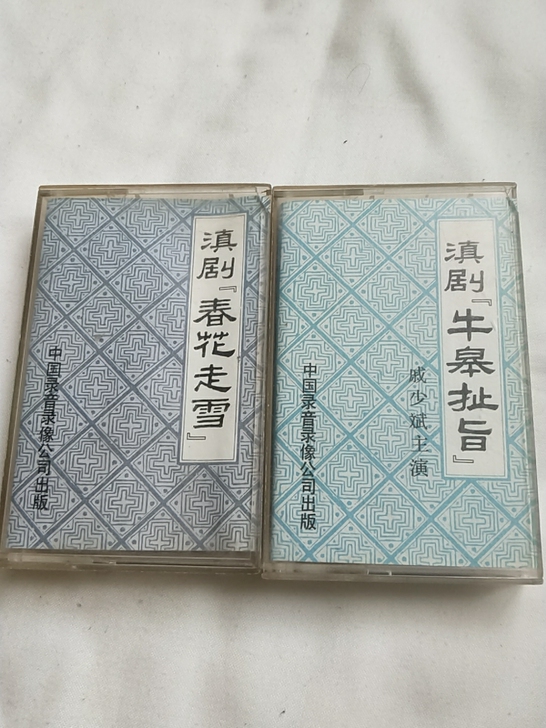 滇剧『春花走雪』
中国录音录像公司出版
滇剧『牛皋扯旨』
戚少斌主演
中国录音录像公司出版